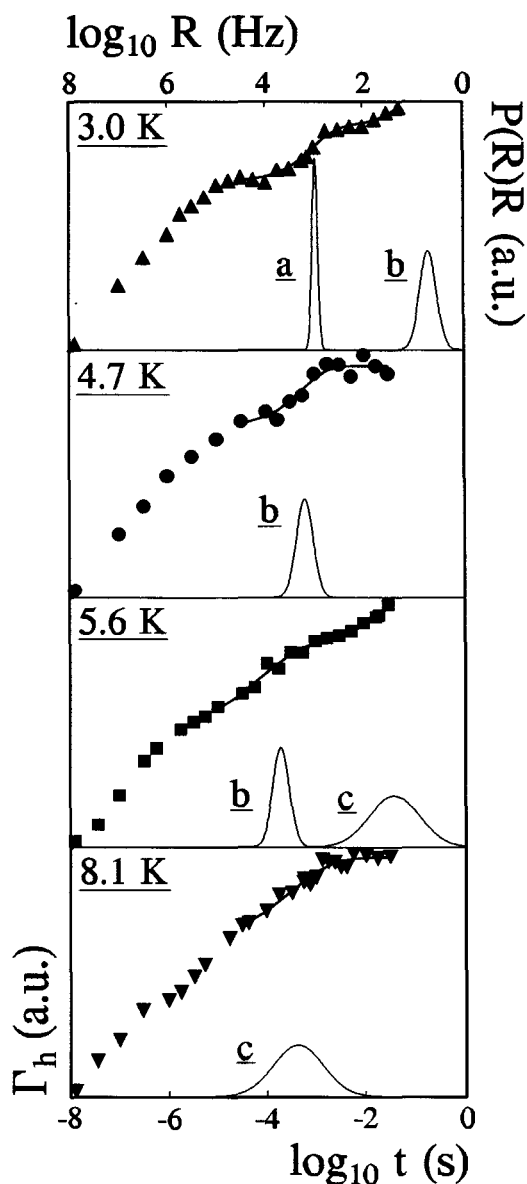 log₁₀ R (Hz)
8 6 4 2 0
3.0 K
a
b
P(R)R (a.u.)
4.7 K
b
5.6 K
b
c
8.1 K
c
Γₕ (a.u.)
-8 -6 -4 -2 0
log₁₀ t (s)